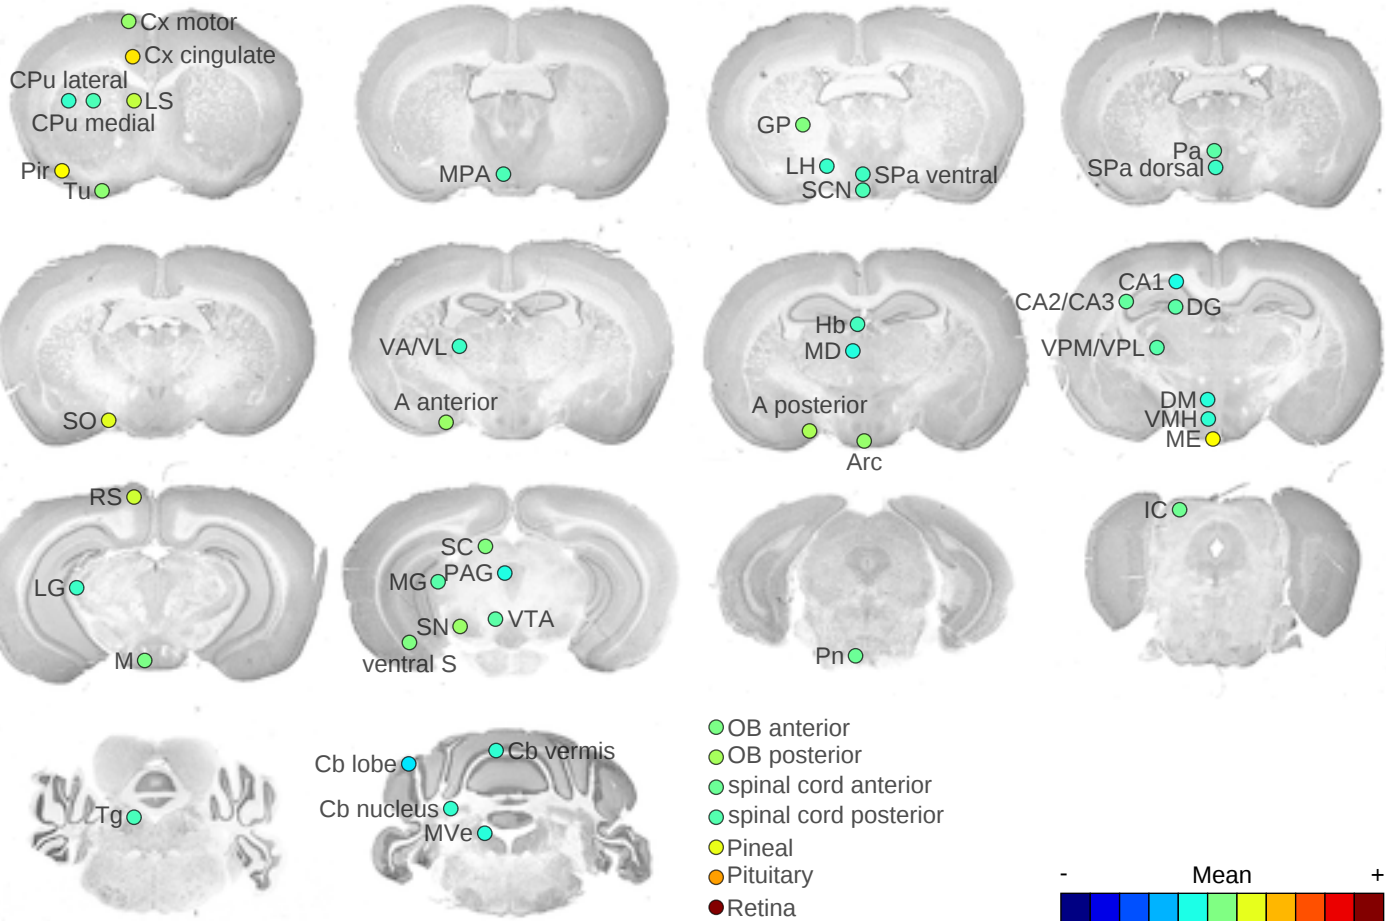 Cx motor
Cx cingulate
CPu lateral
LS
CPu medial
Pir
Tu
MPA
GP
LH
SPa ventral
SCN
Pa
SPa dorsal
SO
VA/VL
A anterior
Hb
MD
A posterior
Arc
CA1
CA2/CA3
DG
VPM/VPL
DM
VMH
ME
RS
LG
M
SC
MG
PAG
SN
VTA
ventral S
Pn
IC
Tg
Cb lobe
Cb vermis
Cb nucleus
MVe
OB anterior
OB posterior
spinal cord anterior
spinal cord posterior
Pineal
Pituitary
Retina
- Mean +